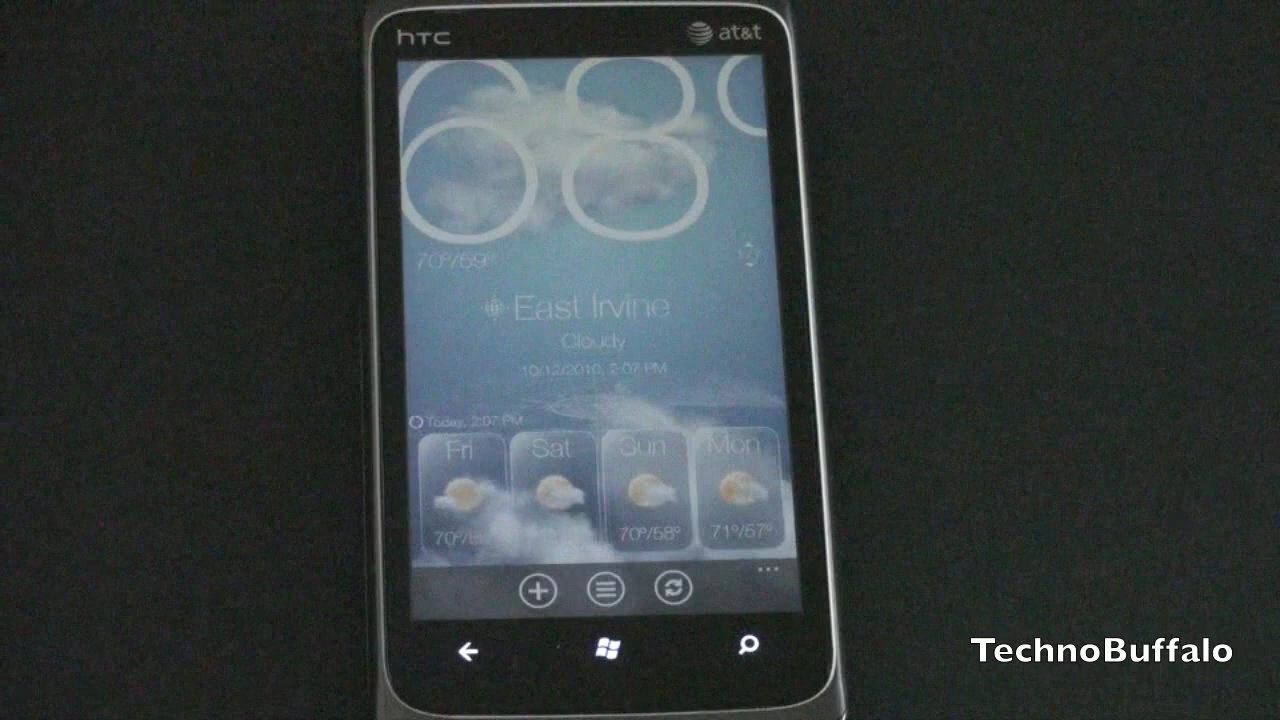 hTC at&t
70°/59°
East Irvine
Cloudy
10/12/2010, 2:07 PM
Today, 2:07 PM
Fri Sat Sun Mon
70°/58° 71°/57°
TechnoBuffalo